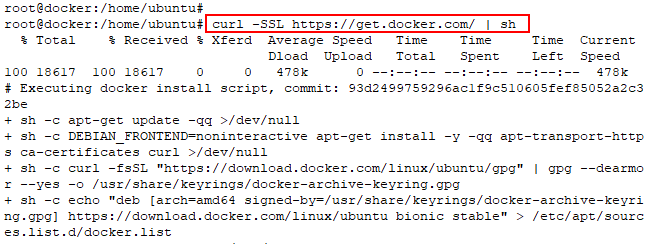 root@docker:/home/ubuntu#
root@docker:/home/ubuntu# curl -SSL https://get.docker.com/ | sh
  % Total    % Received % Xferd  Average Speed   Time    Time     Time  Current
                                 Dload  Upload   Total   Spent    Left  Speed
100 18617  100 18617    0     0   478k      0 --:--:-- --:--:-- --:--:--  478k
# Executing docker install script, commit: 93d2499759296ac1f9c510605fef85052a2c3
2be
+ sh -c apt-get update -qq >/dev/null
+ sh -c DEBIAN_FRONTEND=noninteractive apt-get install -y -qq apt-transport-http
s ca-certificates curl >/dev/null
+ sh -c curl -fsSL "https://download.docker.com/linux/ubuntu/gpg" | gpg --dearmo
r --yes -o /usr/share/keyrings/docker-archive-keyring.gpg
+ sh -c echo "deb [arch=amd64 signed-by=/usr/share/keyrings/docker-archive-keyri
ng.gpg] https://download.docker.com/linux/ubuntu bionic stable" > /etc/apt/sourc
es.list.d/docker.list